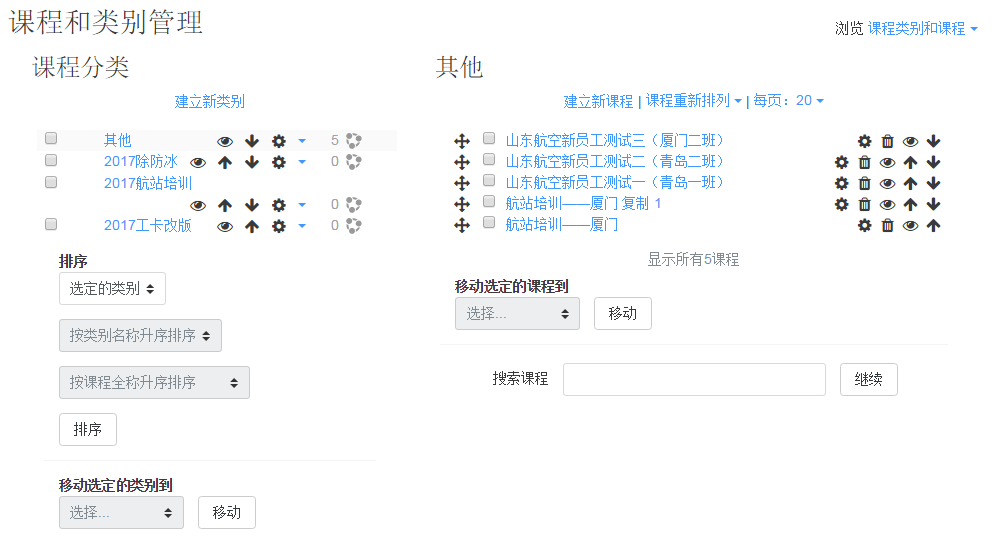 课程和类别管理
浏览 课程类别和课程
课程分类
建立新类别
其他 5
2017除防冰 0
2017航站培训
0
2017工卡改版 0
排序
选定的类别
按类别名称升序排序
按课程全称升序排序
排序
移动选定的类别到
选择... 移动
其他
建立新课程 | 课程重新排列 | 每页：20
山东航空新员工测试三（厦门二班）
山东航空新员工测试二（青岛二班）
山东航空新员工测试一（青岛一班）
航站培训——厦门 复制 1
航站培训——厦门
显示所有5课程
移动选定的课程到
选择... 移动
搜索课程 继续